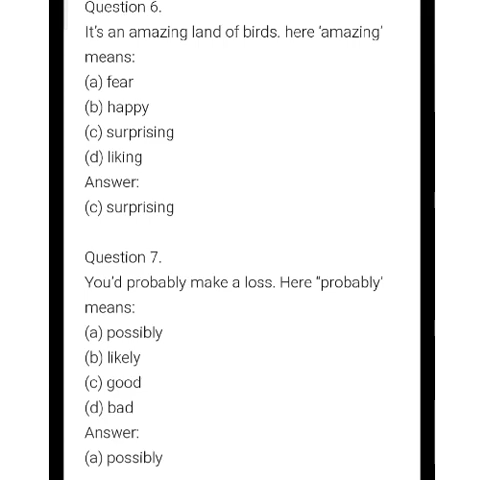 Question 6.
It's an amazing land of birds. here 'amazing'
means:
(a) fear
(b) happy
(c) surprising
(d) liking
Answer:
(c) surprising
Question 7.
You'd probably make a loss. Here "probably'
means:
(a) possibly
(b) likely
(c) good
(d) bad
Answer:
(a) possibly